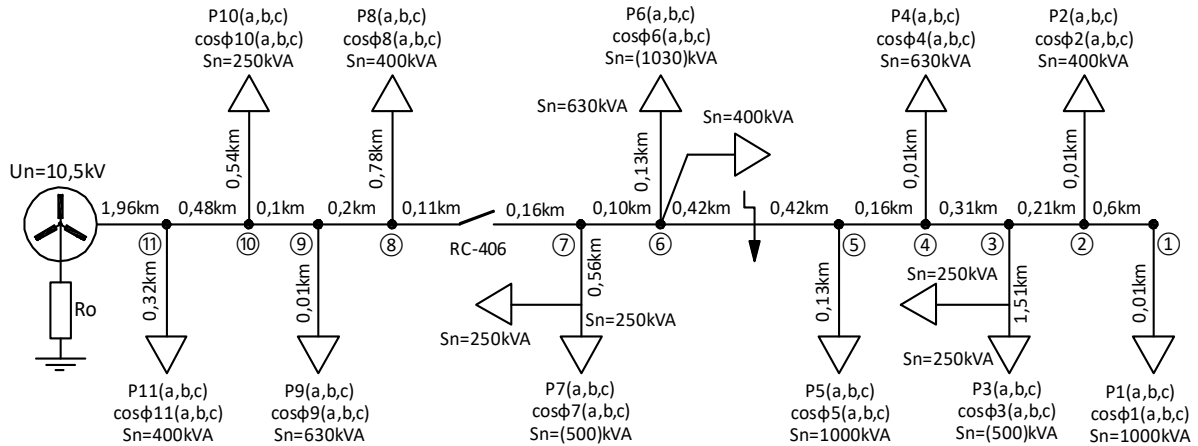 P10(a,b,c)
cosϕ10(a,b,c)
Sn=250kVA
P8(a,b,c)
cosϕ8(a,b,c)
Sn=400kVA
P6(a,b,c)
cosϕ6(a,b,c)
Sn=(1030)kVA
P4(a,b,c)
cosϕ4(a,b,c)
Sn=630kVA
P2(a,b,c)
cosϕ2(a,b,c)
Sn=400kVA
Sn=630kVA
Sn=400kVA
0,54km
0,78km
0,13km
0,01km
0,01km
Un=10,5kV
1,96km
0,48km
0,1km
0,2km
0,11km
0,16km
0,10km
0,42km
0,42km
0,16km
0,31km
0,21km
0,6km
⑪
⑩
⑨
⑧
RC-406
⑦
⑥
⑤
④
③
②
①
Ro
0,32km
0,01km
0,56km
0,13km
1,51km
0,01km
Sn=250kVA
Sn=250kVA
Sn=250kVA
Sn=250kVA
P11(a,b,c)
cosϕ11(a,b,c)
Sn=400kVA
P9(a,b,c)
cosϕ9(a,b,c)
Sn=630kVA
P7(a,b,c)
cosϕ7(a,b,c)
Sn=(500)kVA
P5(a,b,c)
cosϕ5(a,b,c)
Sn=1000kVA
P3(a,b,c)
cosϕ3(a,b,c)
Sn=(500)kVA
P1(a,b,c)
cosϕ1(a,b,c)
Sn=1000kVA